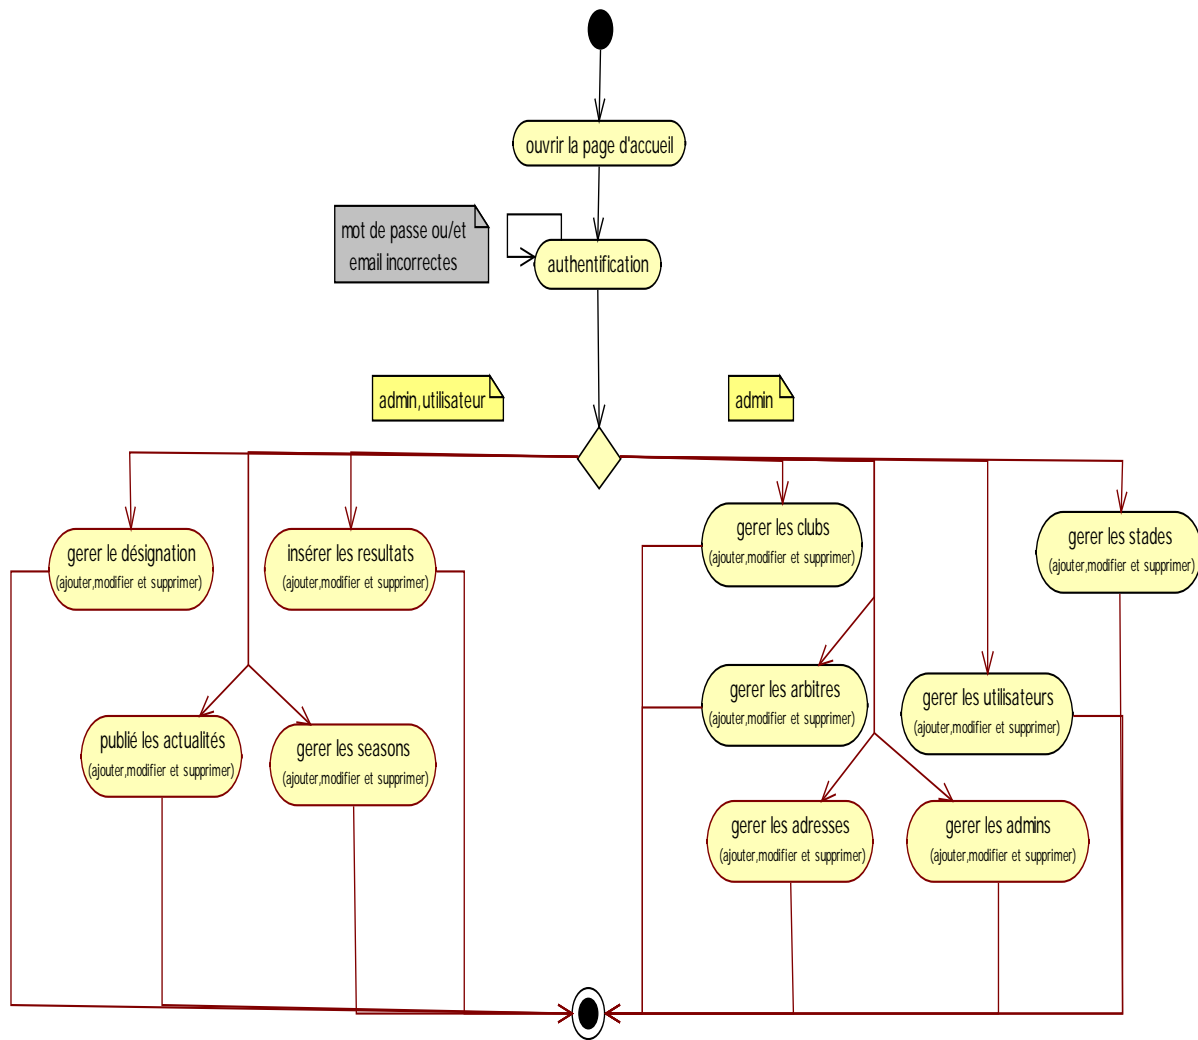 ouvrir la page d'accueil
mot de passe ou/et
email incorrectes
authentification
admin,utilisateur
admin
gerer le désignation
(ajouter,modifier et supprimer)
insérer les resultats
(ajouter,modifier et supprimer)
gerer les clubs
(ajouter,modifier et supprimer)
gerer les stades
(ajouter,modifier et supprimer)
publié les actualités
(ajouter,modifier et supprimer)
gerer les seasons
(ajouter,modifier et supprimer)
gerer les arbitres
(ajouter,modifier et supprimer)
gerer les utilisateurs
(ajouter,modifier et supprimer)
gerer les adresses
(ajouter,modifier et supprimer)
gerer les admins
(ajouter,modifier et supprimer)